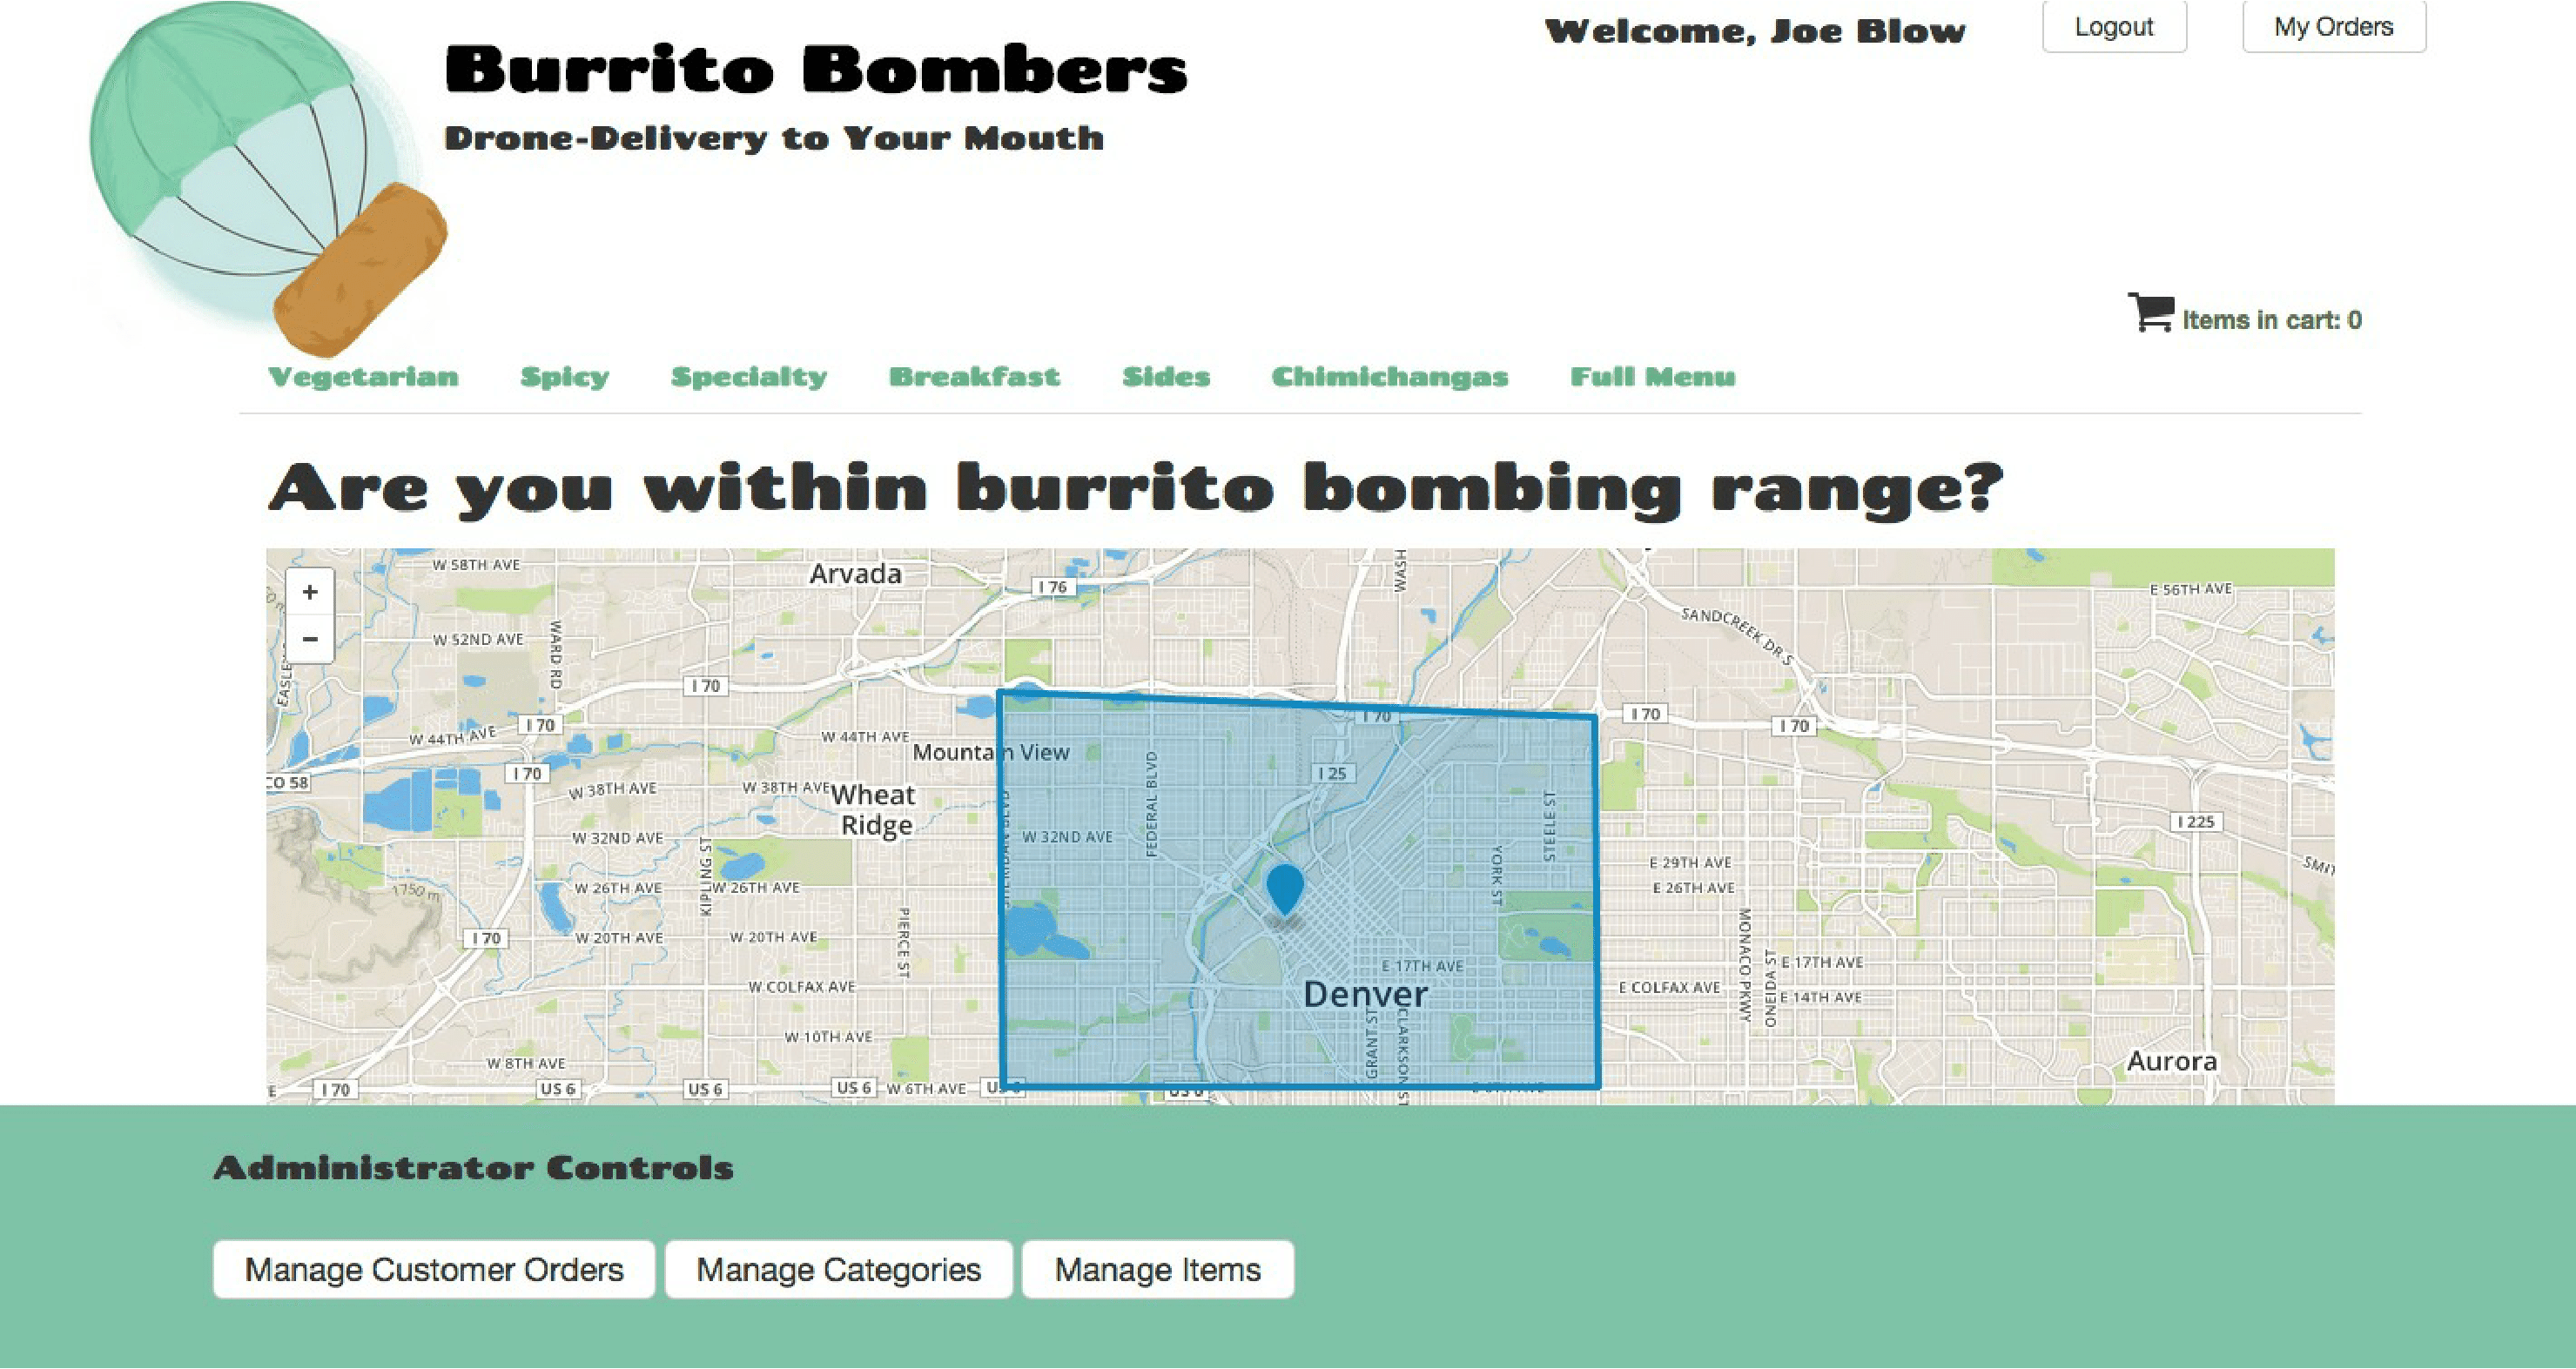 Welcome, Joe Blow
Logout
My Orders
Burrito Bombers
Drone-Delivery to Your Mouth
Items in cart: 0
Vegetarian Spicy Specialty Breakfast Sides Chimichangas Full Menu
Are you within burrito bombing range?
+
−
W 58TH AVE
Arvada
I 76
WASH
E 56TH AVE
SANDCREEK DR S
W 52ND AVE
WARD RD
I 70
I 70
I 70
I 70
I 70
W 44TH AVE
W 44TH AVE
Mountain View
FEDERAL BLVD
I 25
CO 58
I 70
W 38TH AVE
W 38TH AVE
Wheat
Ridge
STEELE ST
I 225
W 32ND AVE
W 32ND AVE
KIPLING ST
YORK ST
E 29TH AVE
E 26TH AVE
1750 m
W 26TH AVE
W 26TH AVE
PIERCE ST
MONACO PKWY
ONEIDA ST
I 70
W 20TH AVE
W 20TH AVE
E 17TH AVE
E 17TH AVE
W COLFAX AVE
Denver
E COLFAX AVE
E 14TH AVE
GRANT ST
CLARKSON ST
W 10TH AVE
W 8TH AVE
Aurora
I 70
US 6
US 6
US 6
W 6TH AVE
Administrator Controls
Manage Customer Orders
Manage Categories
Manage Items